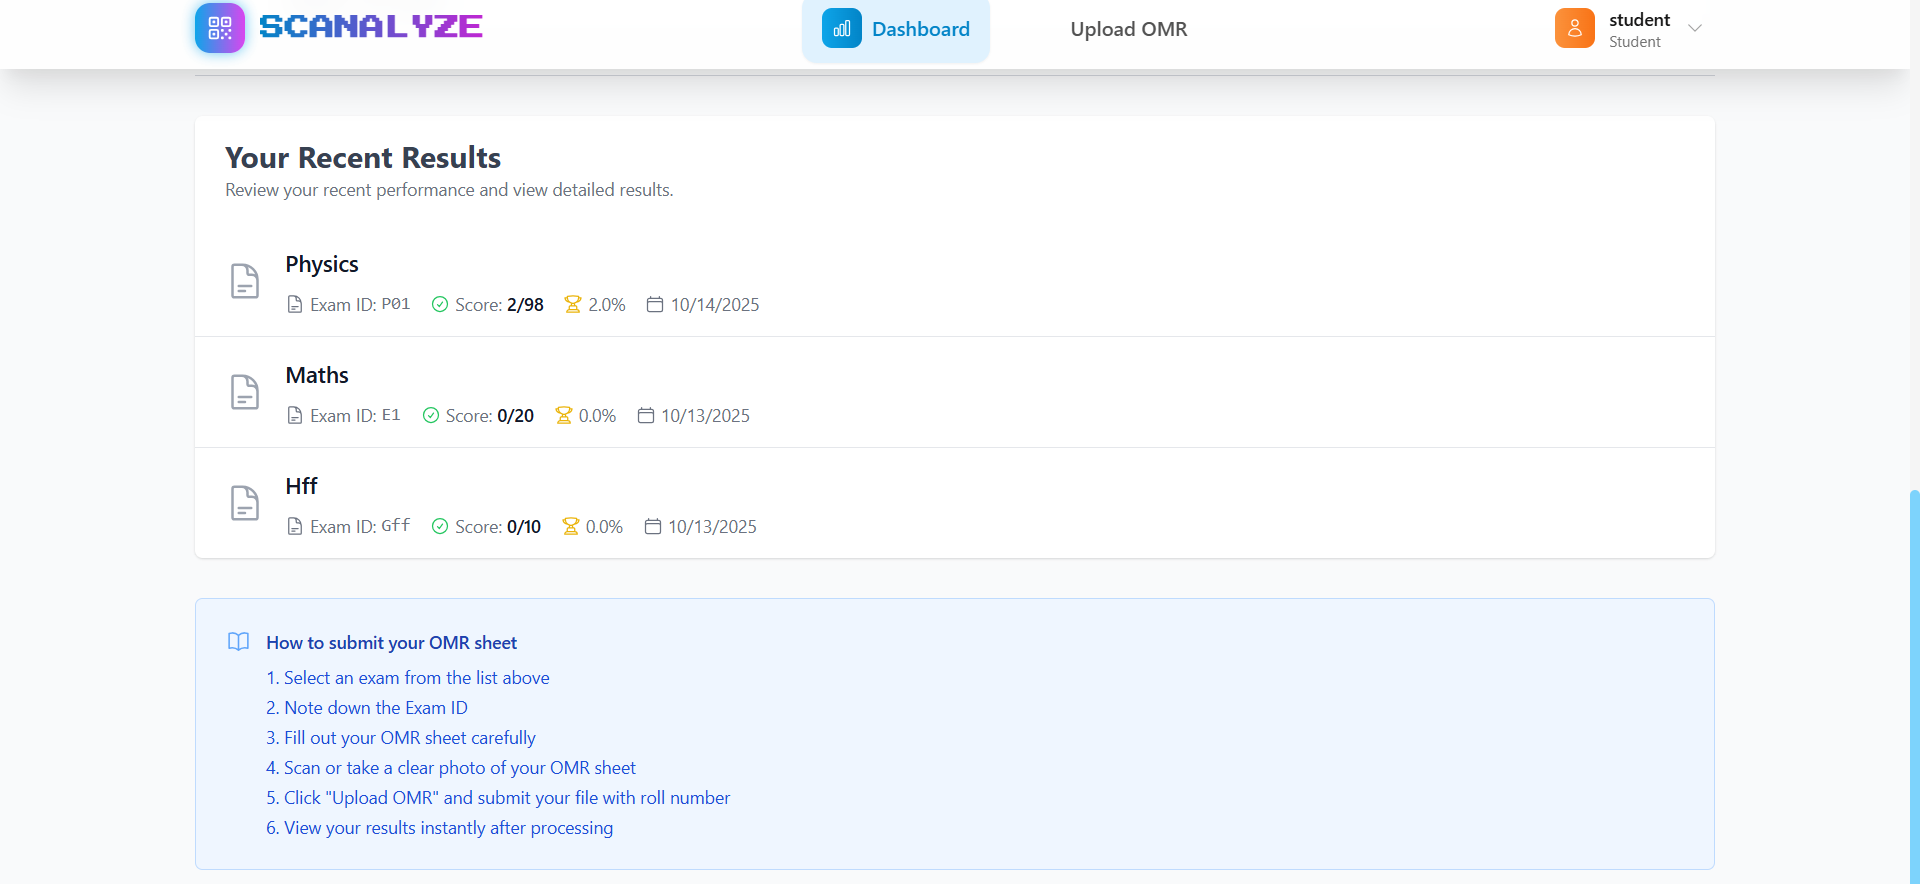 SCANALYZE
Dashboard
Upload OMR
student
Student
Your Recent Results
Review your recent performance and view detailed results.
Physics
Exam ID: P01 Score: 2/98 2.0% 10/14/2025
Maths
Exam ID: E1 Score: 0/20 0.0% 10/13/2025
Hff
Exam ID: Gff Score: 0/10 0.0% 10/13/2025
How to submit your OMR sheet
1. Select an exam from the list above
2. Note down the Exam ID
3. Fill out your OMR sheet carefully
4. Scan or take a clear photo of your OMR sheet
5. Click "Upload OMR" and submit your file with roll number
6. View your results instantly after processing